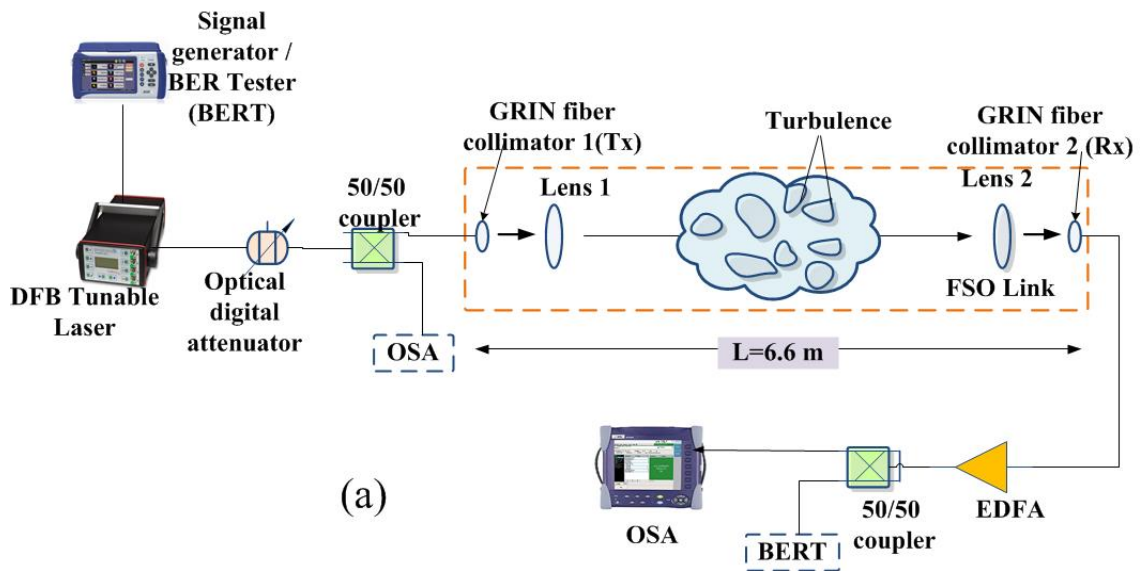 Signal
generator /
BER Tester
(BERT)
GRIN fiber
collimator 1(Tx)
Turbulence
GRIN fiber
collimator 2 (Rx)
Lens 1
Lens 2
50/50
coupler
DFB Tunable
Laser
Optical
digital
attenuator
OSA
FSO Link
L=6.6 m
(a)
OSA
BERT
50/50
coupler
EDFA